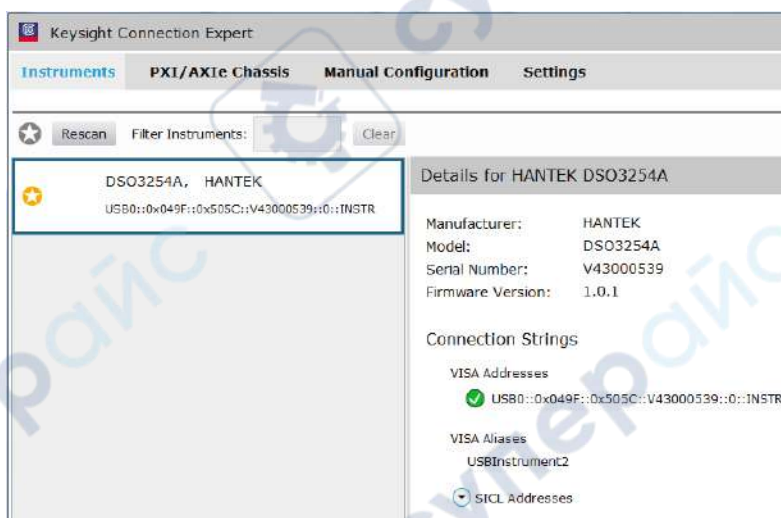 Keysight Connection Expert
Instruments PXI/AXIe Chassis Manual Configuration Settings
Rescan Filter Instruments: Clear
DSO3254A, HANTEK
USB0::0x049F::0x505C::V43000539::0::INSTR
Details for HANTEK DSO3254A
Manufacturer: HANTEK
Model: DSO3254A
Serial Number: V43000539
Firmware Version: 1.0.1
Connection Strings
VISA Addresses
USB0::0x049F::0x505C::V43000539::0::INSTR
VISA Aliases
USBInstrument2
SICL Addresses